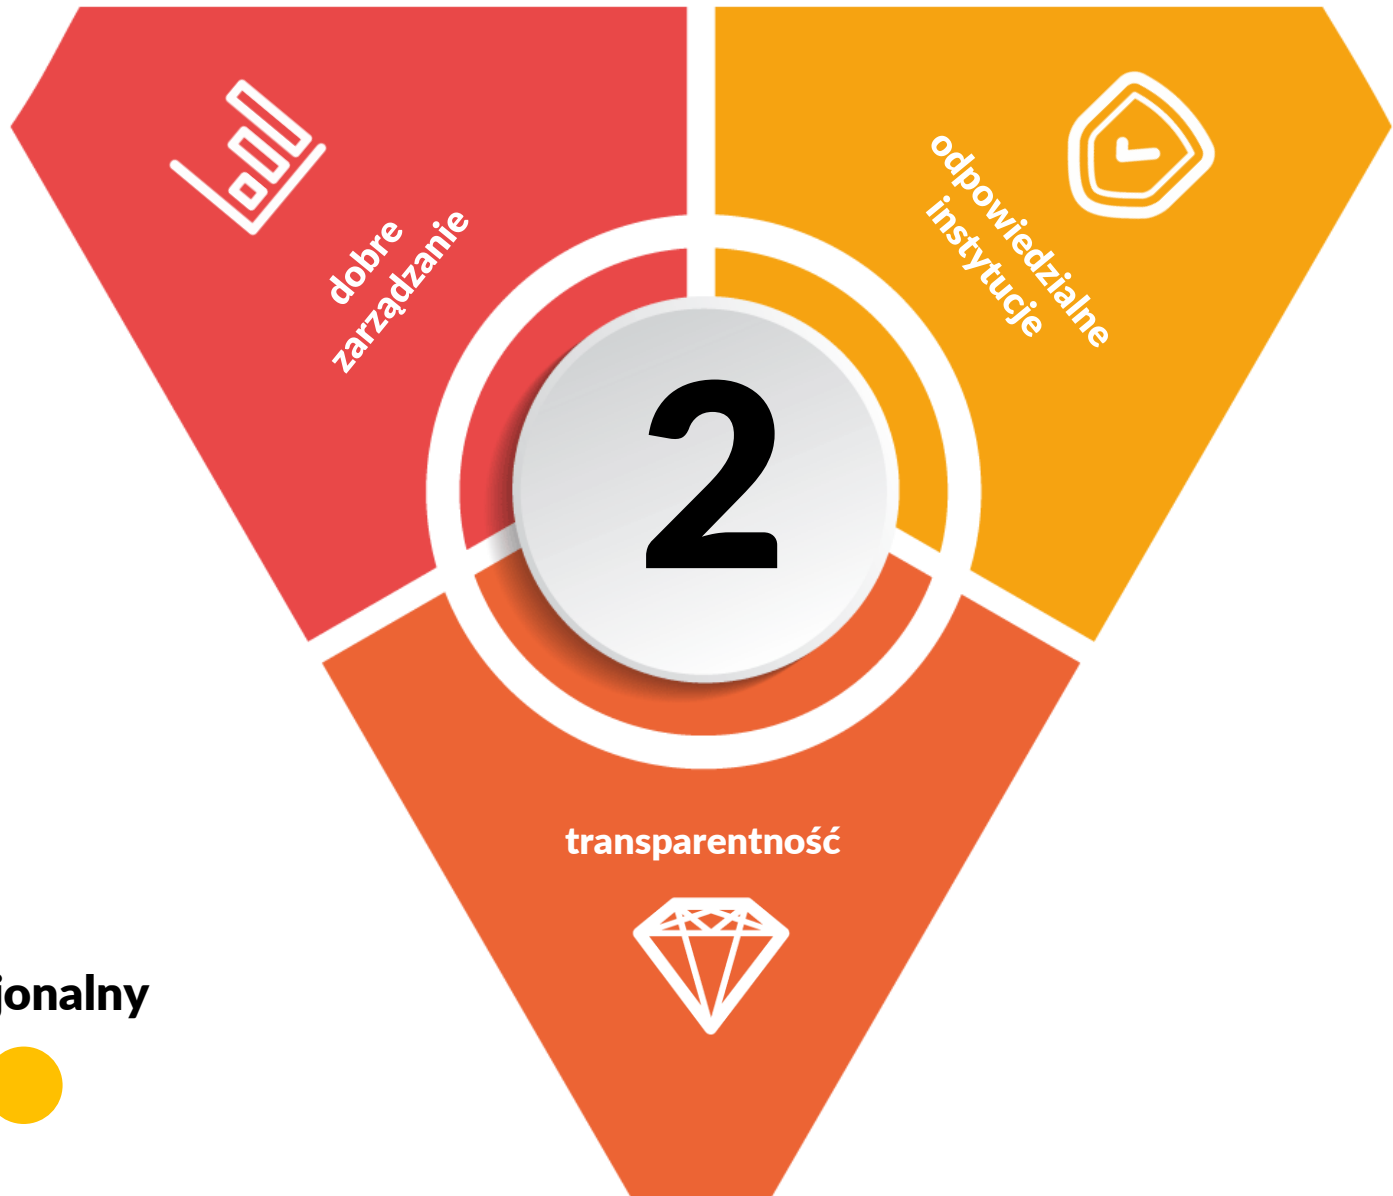 dobre
zarządzanie
odpowiedzialne
instytucje
2
transparentność
jonalny